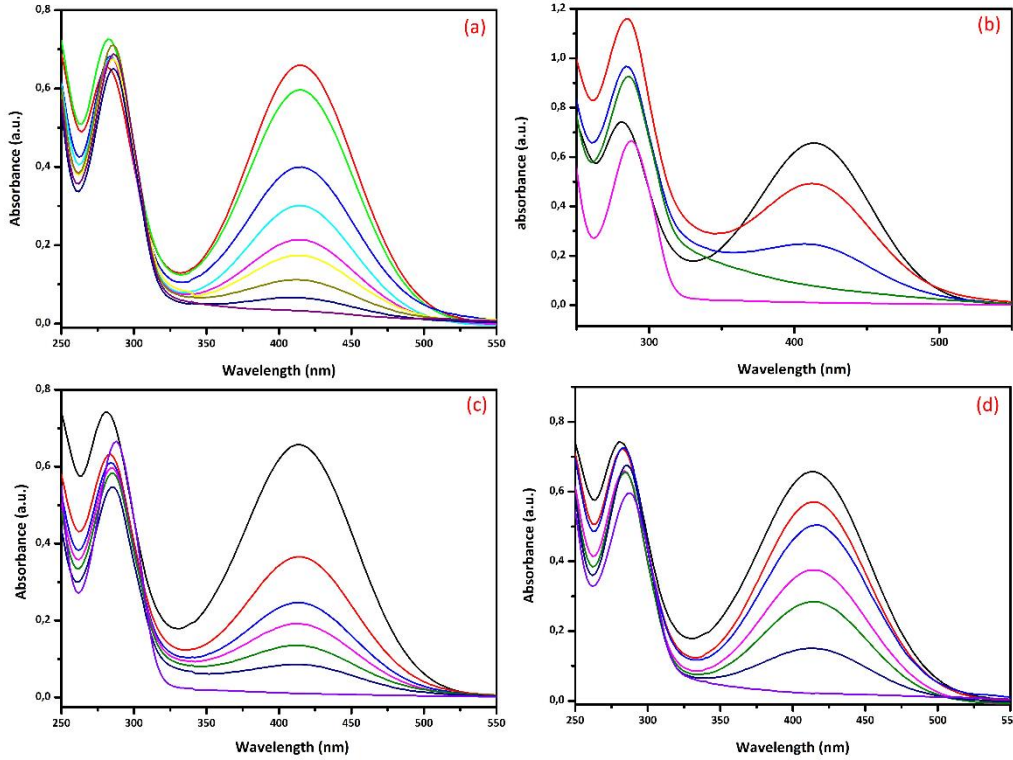 (a)
0,8
0,6
0,4
0,2
0,0
Absorbance (a.u.)
250 300 350 400 450 500 550
Wavelength (nm)
(b)
1,2
1,0
0,8
0,6
0,4
0,2
0,0
absorbance (a.u.)
300 400 500
Wavelength (nm)
(c)
0,8
0,6
0,4
0,2
0,0
Absorbance (a.u.)
250 300 350 400 450 500 550
Wavelength (nm)
(d)
0,8
0,6
0,4
0,2
0,0
Absorbance (a.u.)
250 300 350 400 450 500 55
Wavelength (nm)